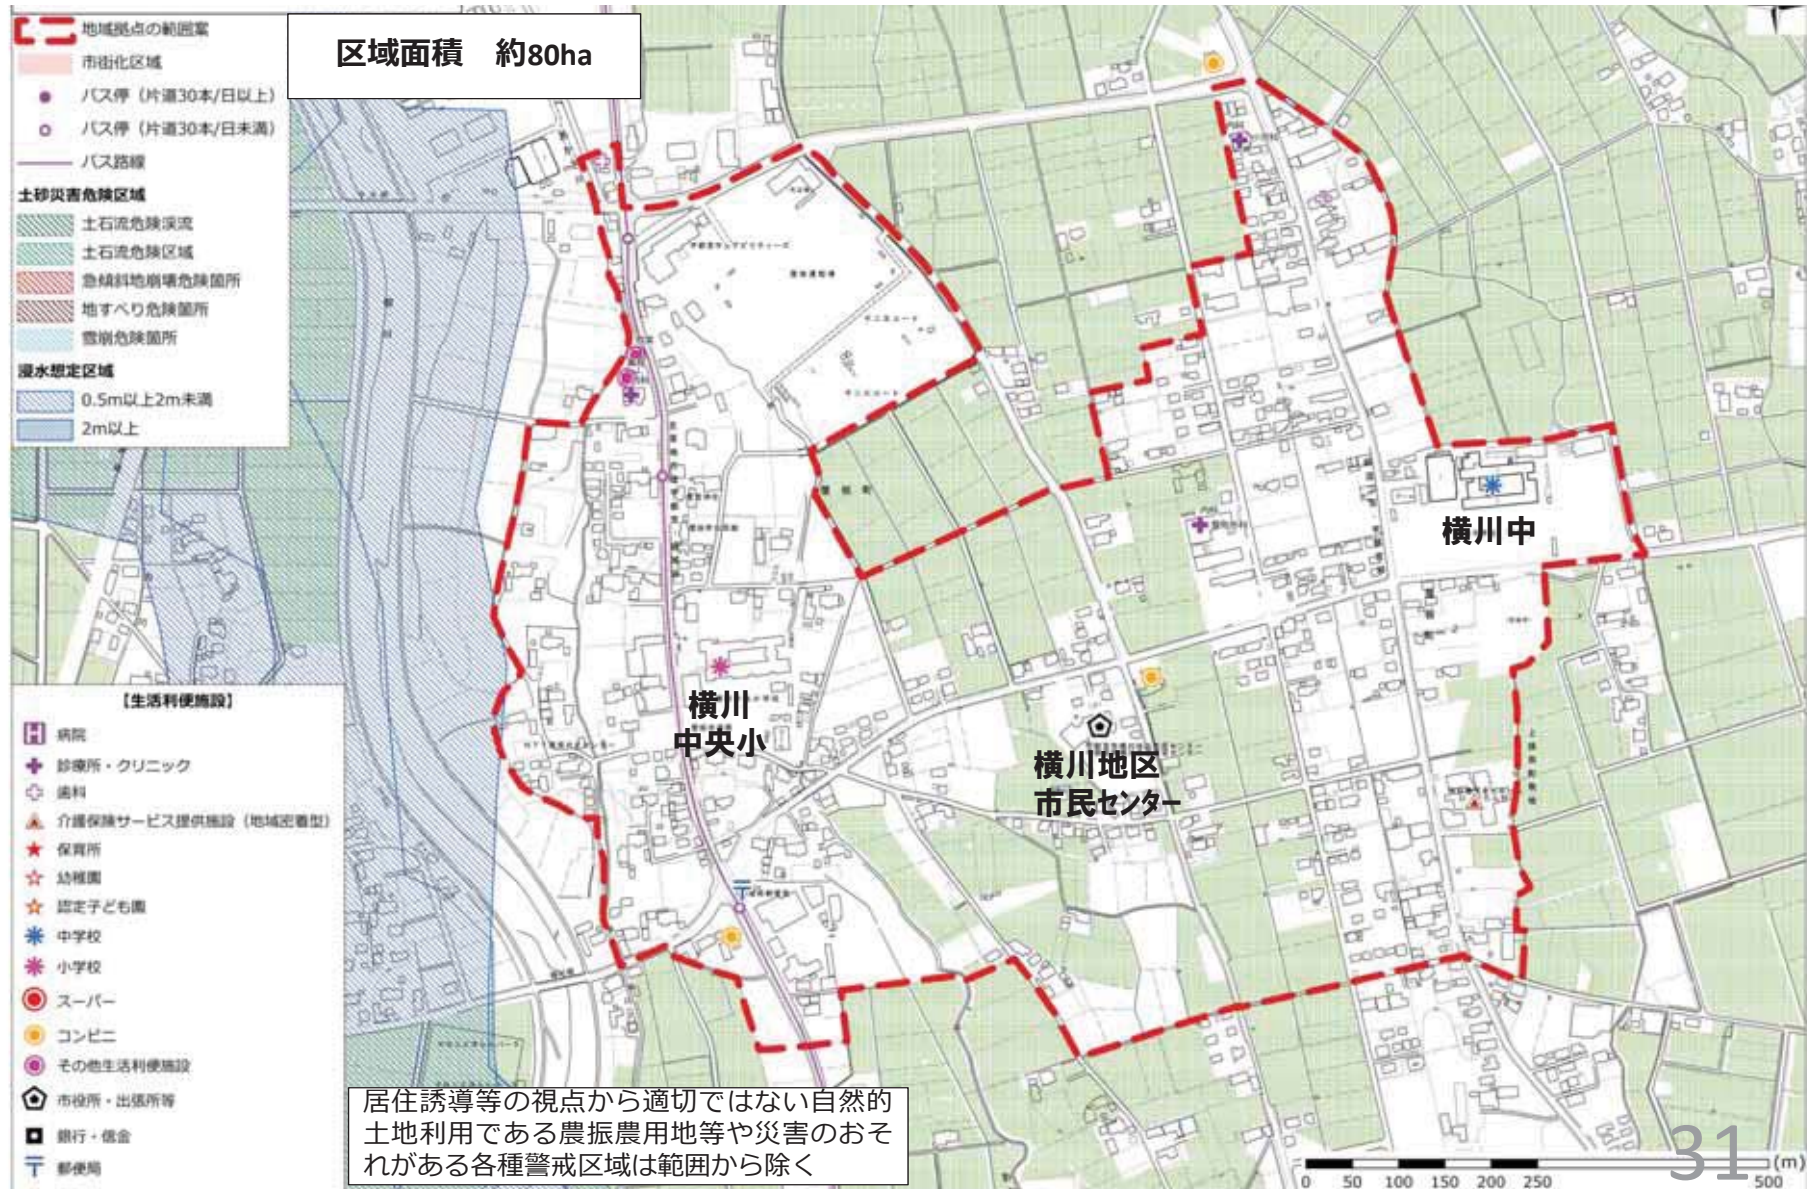 地域拠点の範囲案
市街化区域
バス停（片道30本/日以上）
バス停（片道30本/日未満）
バス路線
土砂災害危険区域
土石流危険渓流
土石流危険区域
急傾斜地崩壊危険箇所
地すべり危険箇所
雪崩危険箇所
浸水想定区域
0.5m以上2m未満
2m以上
区域面積　約80ha
横川中
横川
中央小
横川地区
市民センター
【生活利便施設】
病院
診療所・クリニック
歯科
介護保険サービス提供施設（地域密着型）
保育所
幼稚園
認定子ども園
中学校
小学校
スーパー
コンビニ
その他生活利便施設
市役所・出張所等
銀行・信金
郵便局
居住誘導等の視点から適切ではない自然的
土地利用である農振農用地等や災害のおそ
れがある各種警戒区域は範囲から除く
31
(m)
0 50 100 150 200 250 500